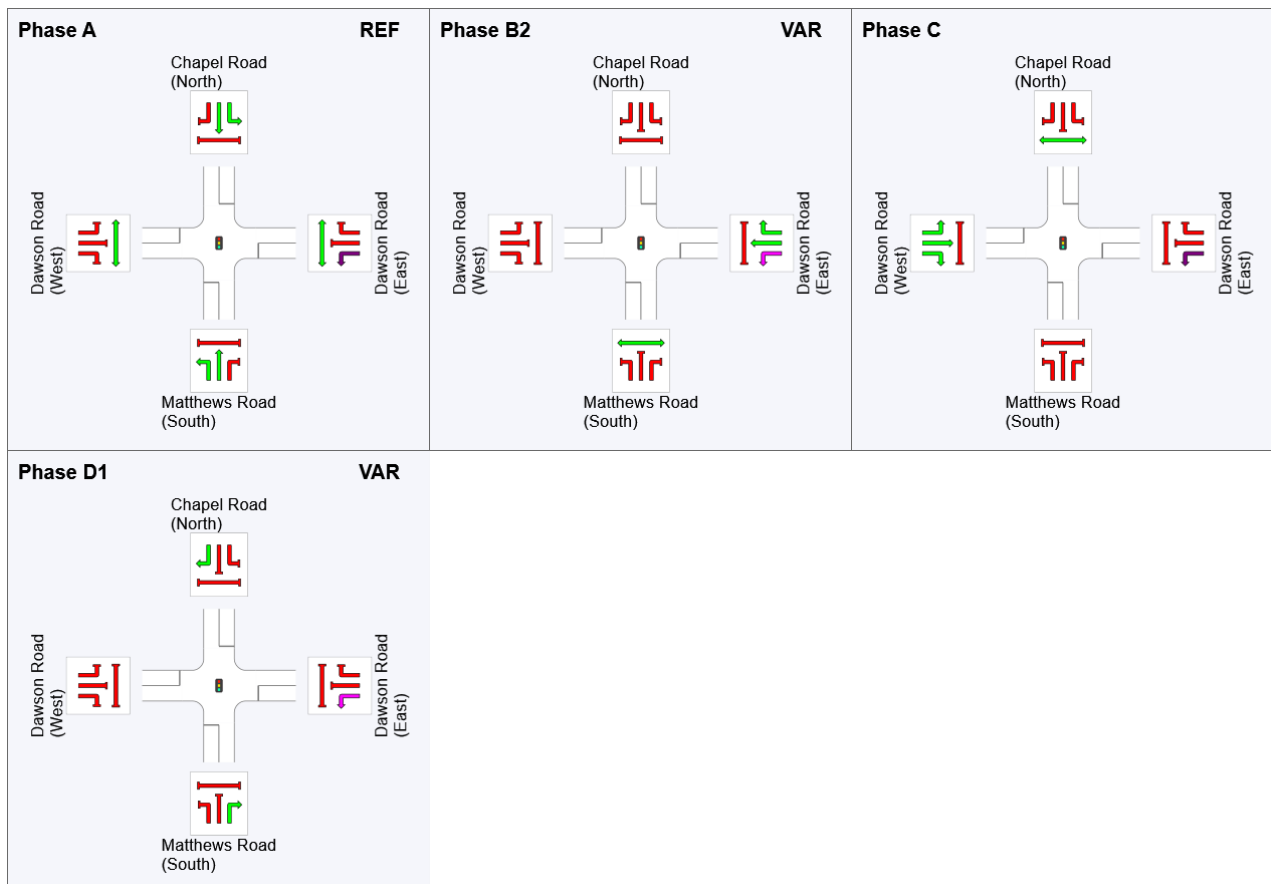 Phase A
REF
Chapel Road
(North)
Dawson Road
(West)
Dawson Road
(East)
Matthews Road
(South)
Phase B2
VAR
Chapel Road
(North)
Dawson Road
(West)
Dawson Road
(East)
Matthews Road
(South)
Phase C
Chapel Road
(North)
Dawson Road
(West)
Dawson Road
(East)
Matthews Road
(South)
Phase D1
VAR
Chapel Road
(North)
Dawson Road
(West)
Dawson Road
(East)
Matthews Road
(South)